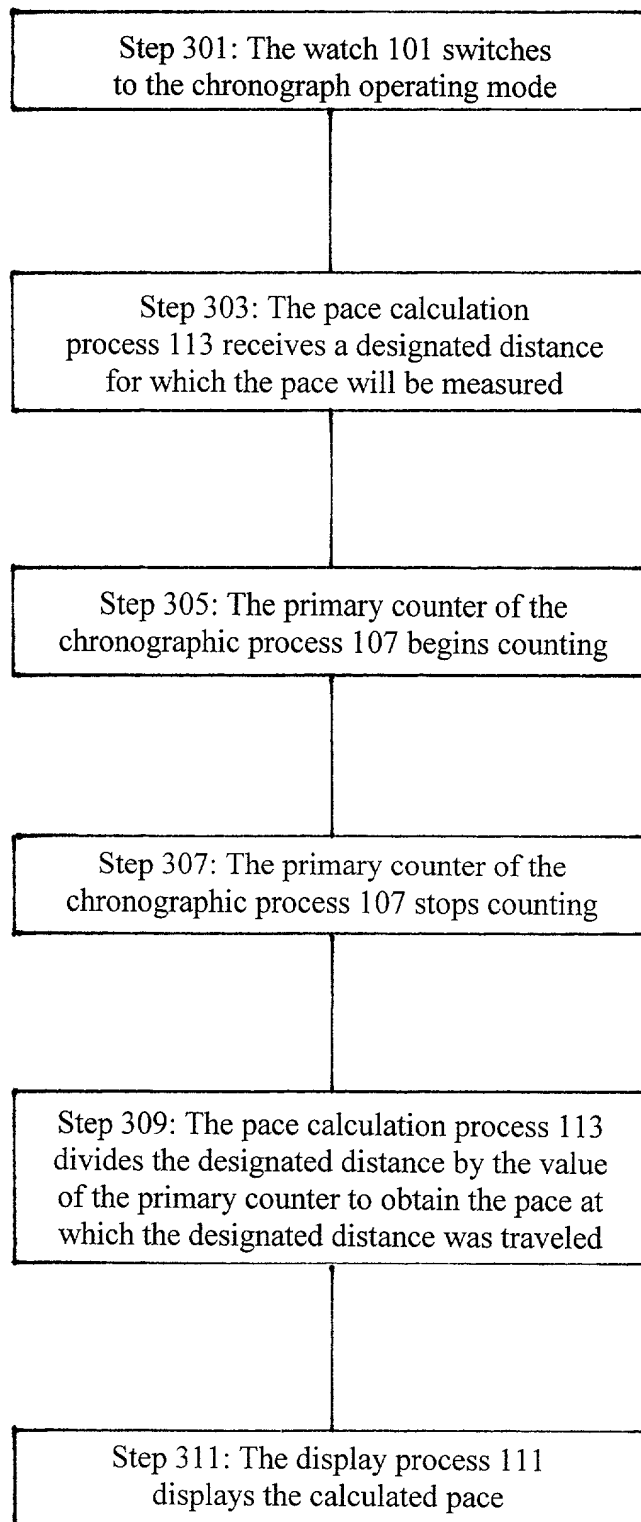 Step 301: The watch 101 switches
to the chronograph operating mode
Step 303: The pace calculation
process 113 receives a designated distance
for which the pace will be measured
Step 305: The primary counter of the
chronographic process 107 begins counting
Step 307: The primary counter of the
chronographic process 107 stops counting
Step 309: The pace calculation process 113
divides the designated distance by the value
of the primary counter to obtain the pace at
which the designated distance was traveled
Step 311: The display process 111
displays the calculated pace